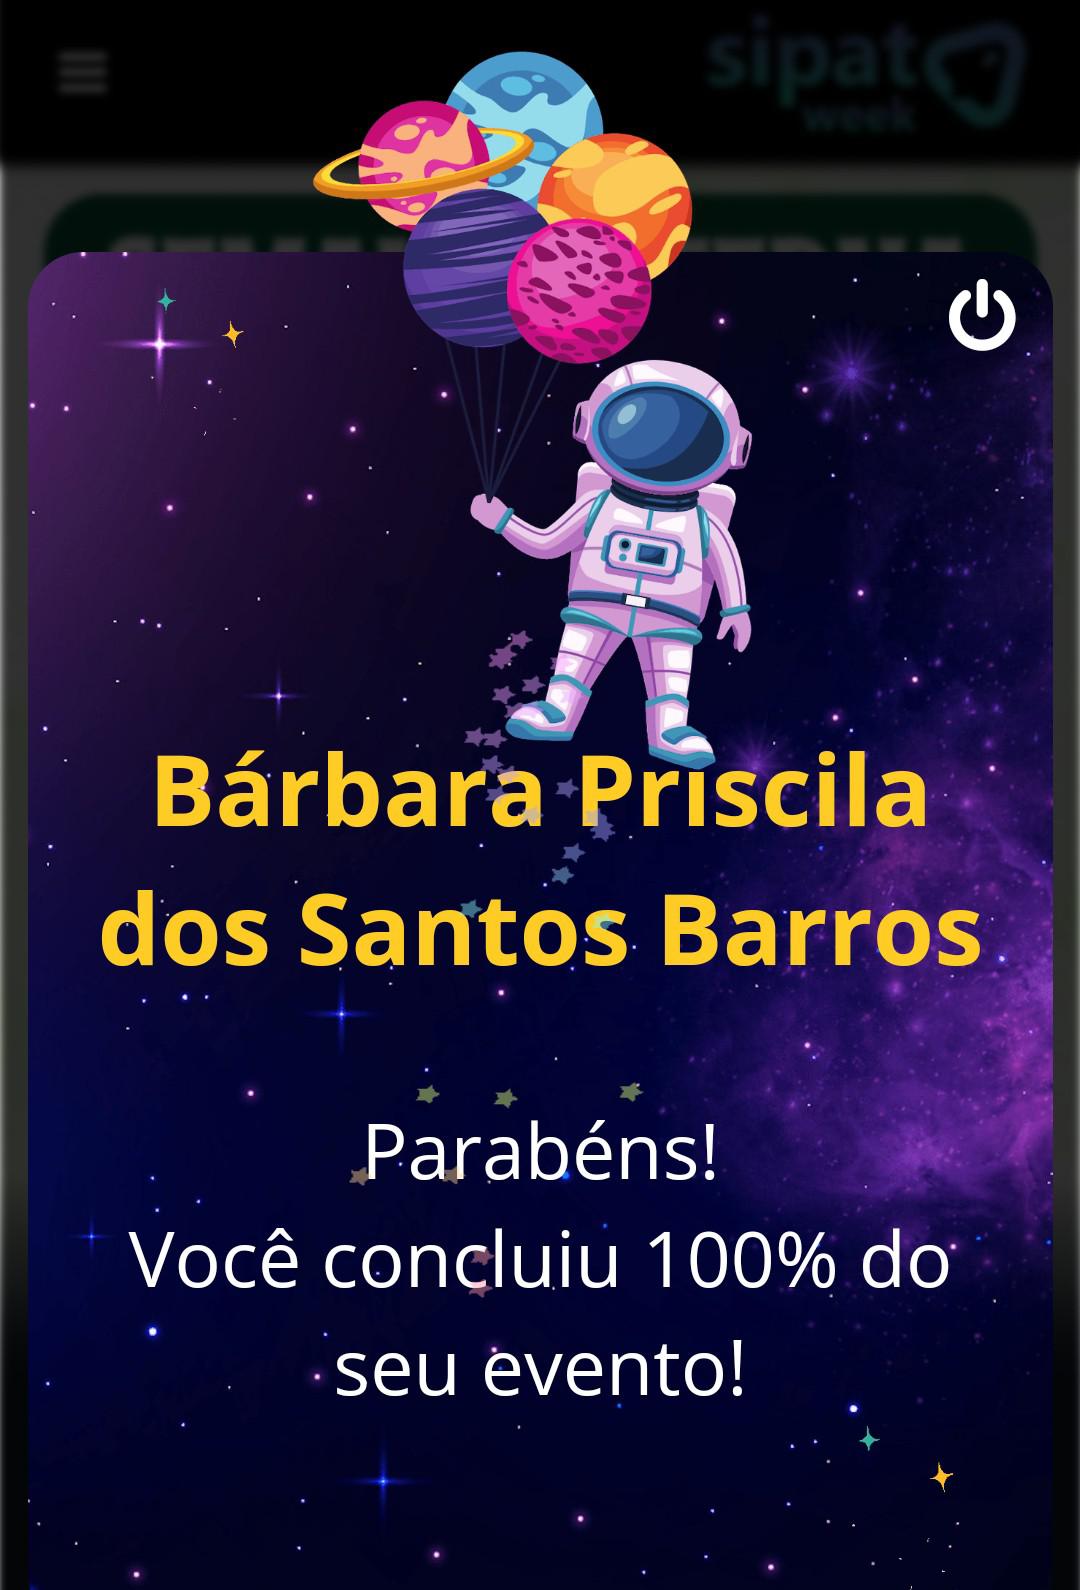 sipat
week
Bárbara Priscila
dos Santos Barros
Parabéns!
Você concluiu 100% do
seu evento!